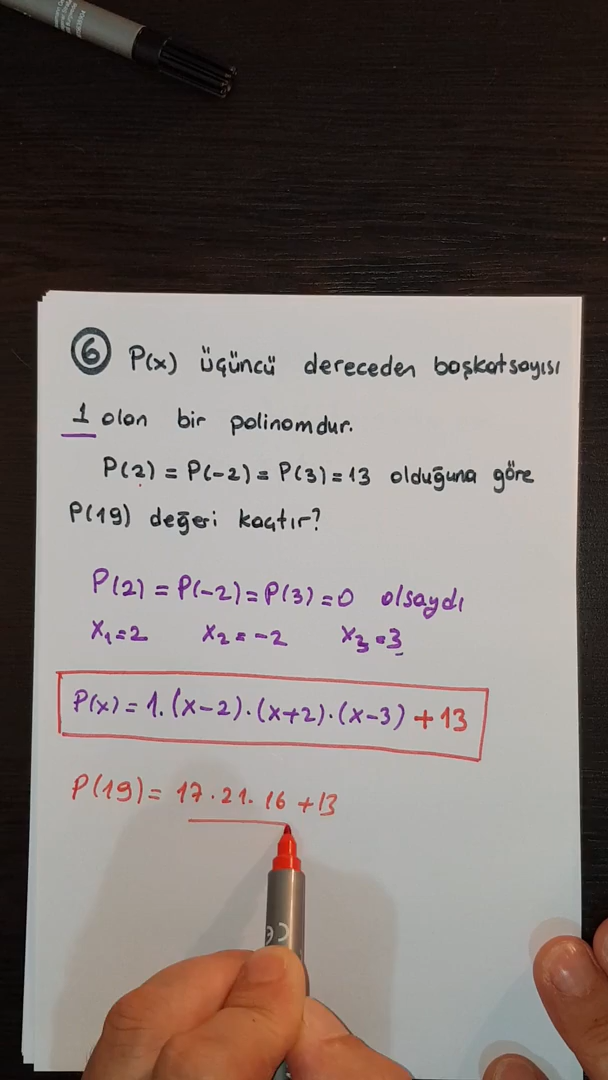 6 P(x) üçüncü dereceden başkatsayısı
1 olan bir polinomdur.
P(2) = P(-2) = P(3) = 13 olduğuna göre
P(19) değeri kaçtır?
P(2) = P(-2) = P(3) = 0 olsaydı
x₁ = 2 x₂ = -2 x₃ = 3
P(x) = 1.(x-2).(x+2).(x-3) + 13
P(19) = 17.21.16 + 13